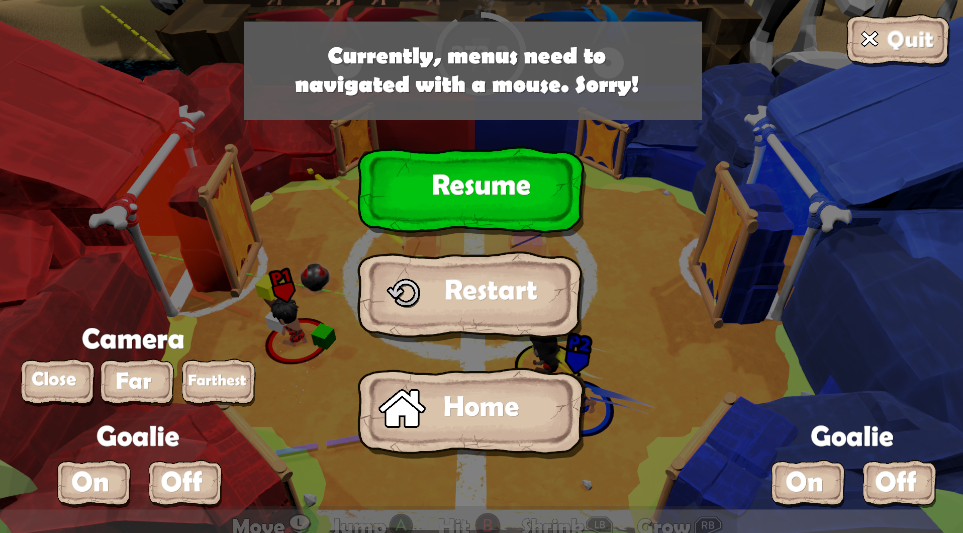 Currently, menus need to
navigated with a mouse. Sorry!
Quit
Resume
Restart
Home
P1
P2
Camera
Close Far Farthest
Goalie
On Off
Goalie
On Off
Move L Jump A Hit B Shrink LB Grow RB